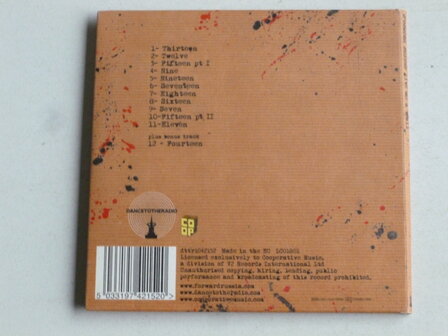 1- Thirteen
2- Twelve
3- Fifteen pt I
4- Nine
5- Nineteen
6- Seventeen
7- Eighteen
8- Sixteen
9- Seven
10-Fifteen pt II
11-Eleven
plus bonus track
12 - Fourteen
DANCETOTHERADIO
CO
OP
Made in the EU
Licensed exclusively to Cooperative Music,
a division of V2 Records International Ltd
Unauthorised copying, hiring, lending, public
performance and broadcasting of this record prohibited.
www.forwardrussia.com
www.dancetotheradio.com
www.cooperativemusic.com
5 033197 421520 >